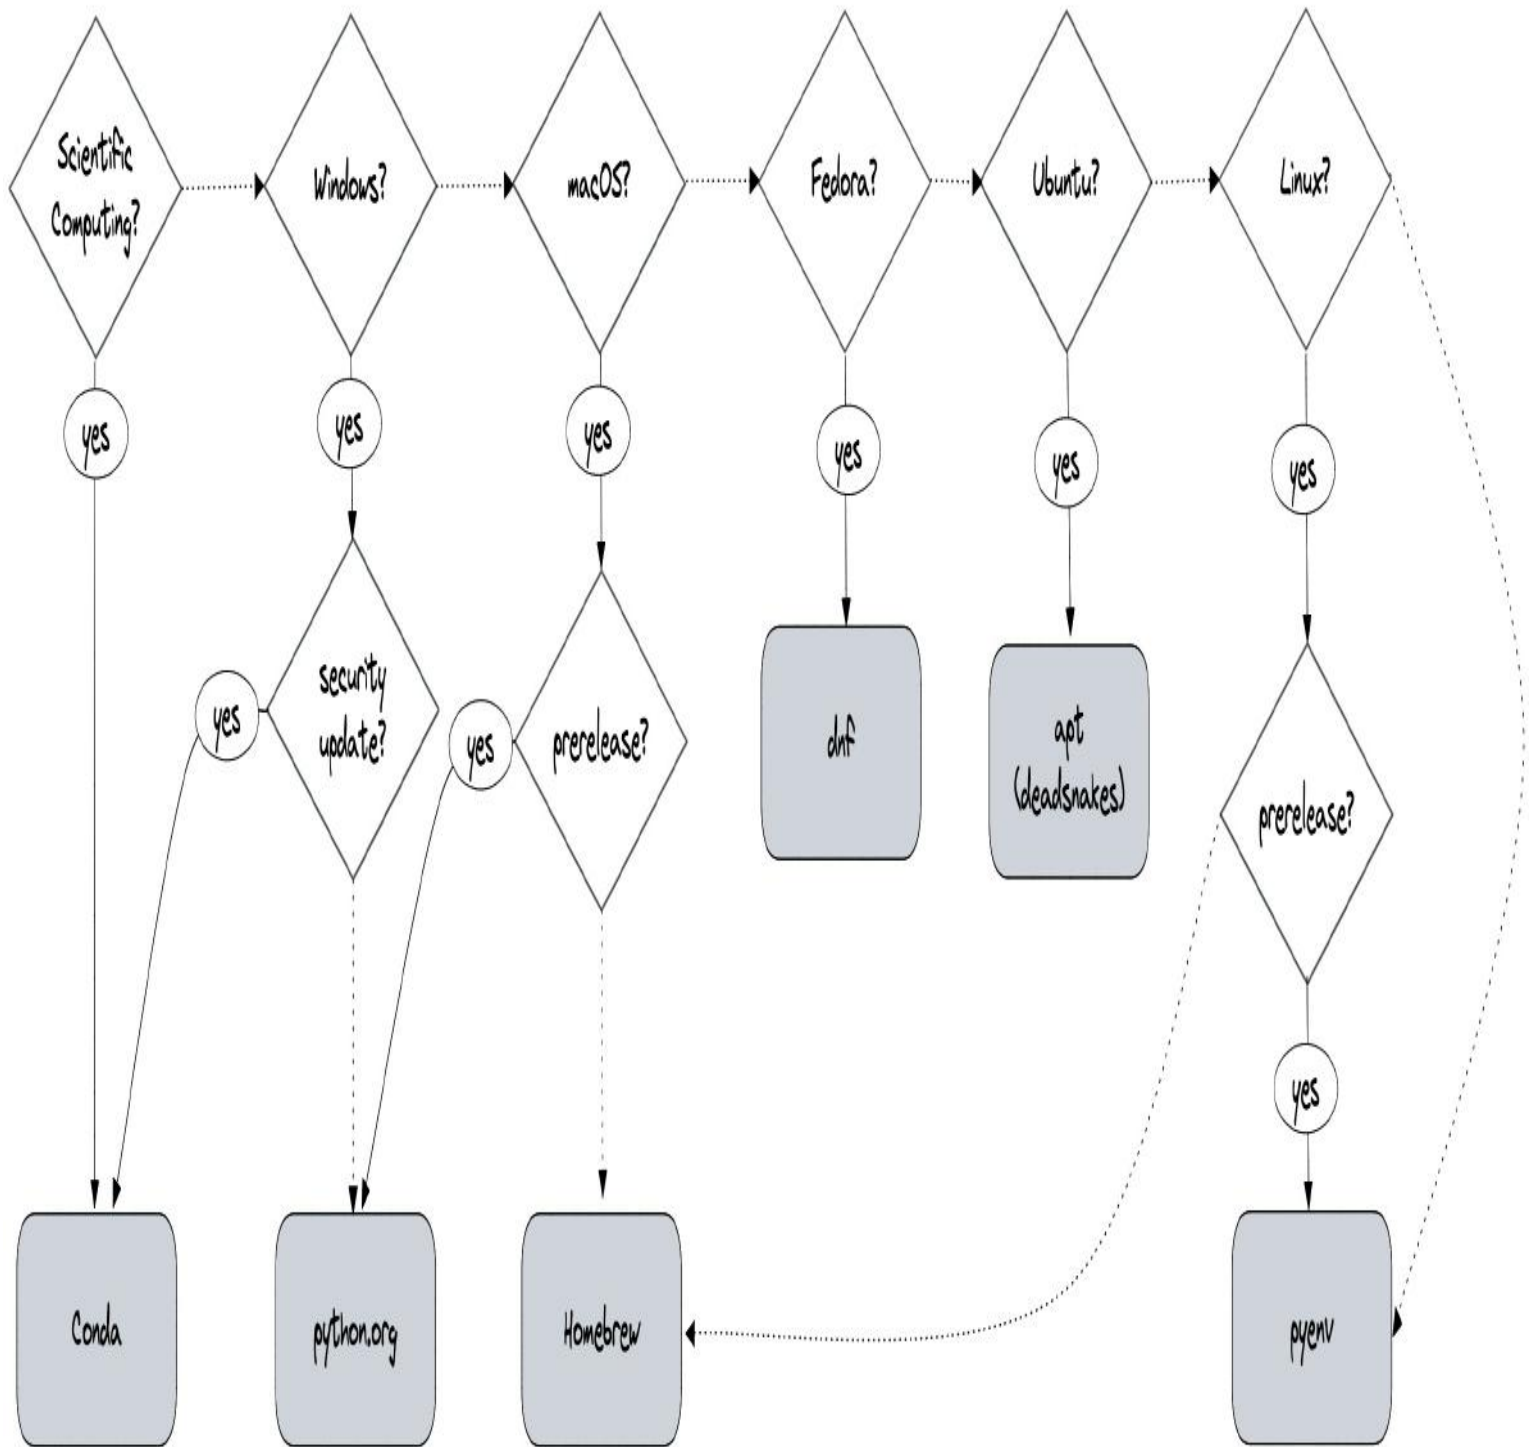 Scientific
Computing?
Windows?
macOS?
Fedora?
Ubuntu?
Linux?
yes
yes
yes
yes
yes
yes
security
update?
yes
prerelease?
yes
dnf
apt
(deadsnakes)
prerelease?
yes
Conda
python.org
Homebrew
pyenv